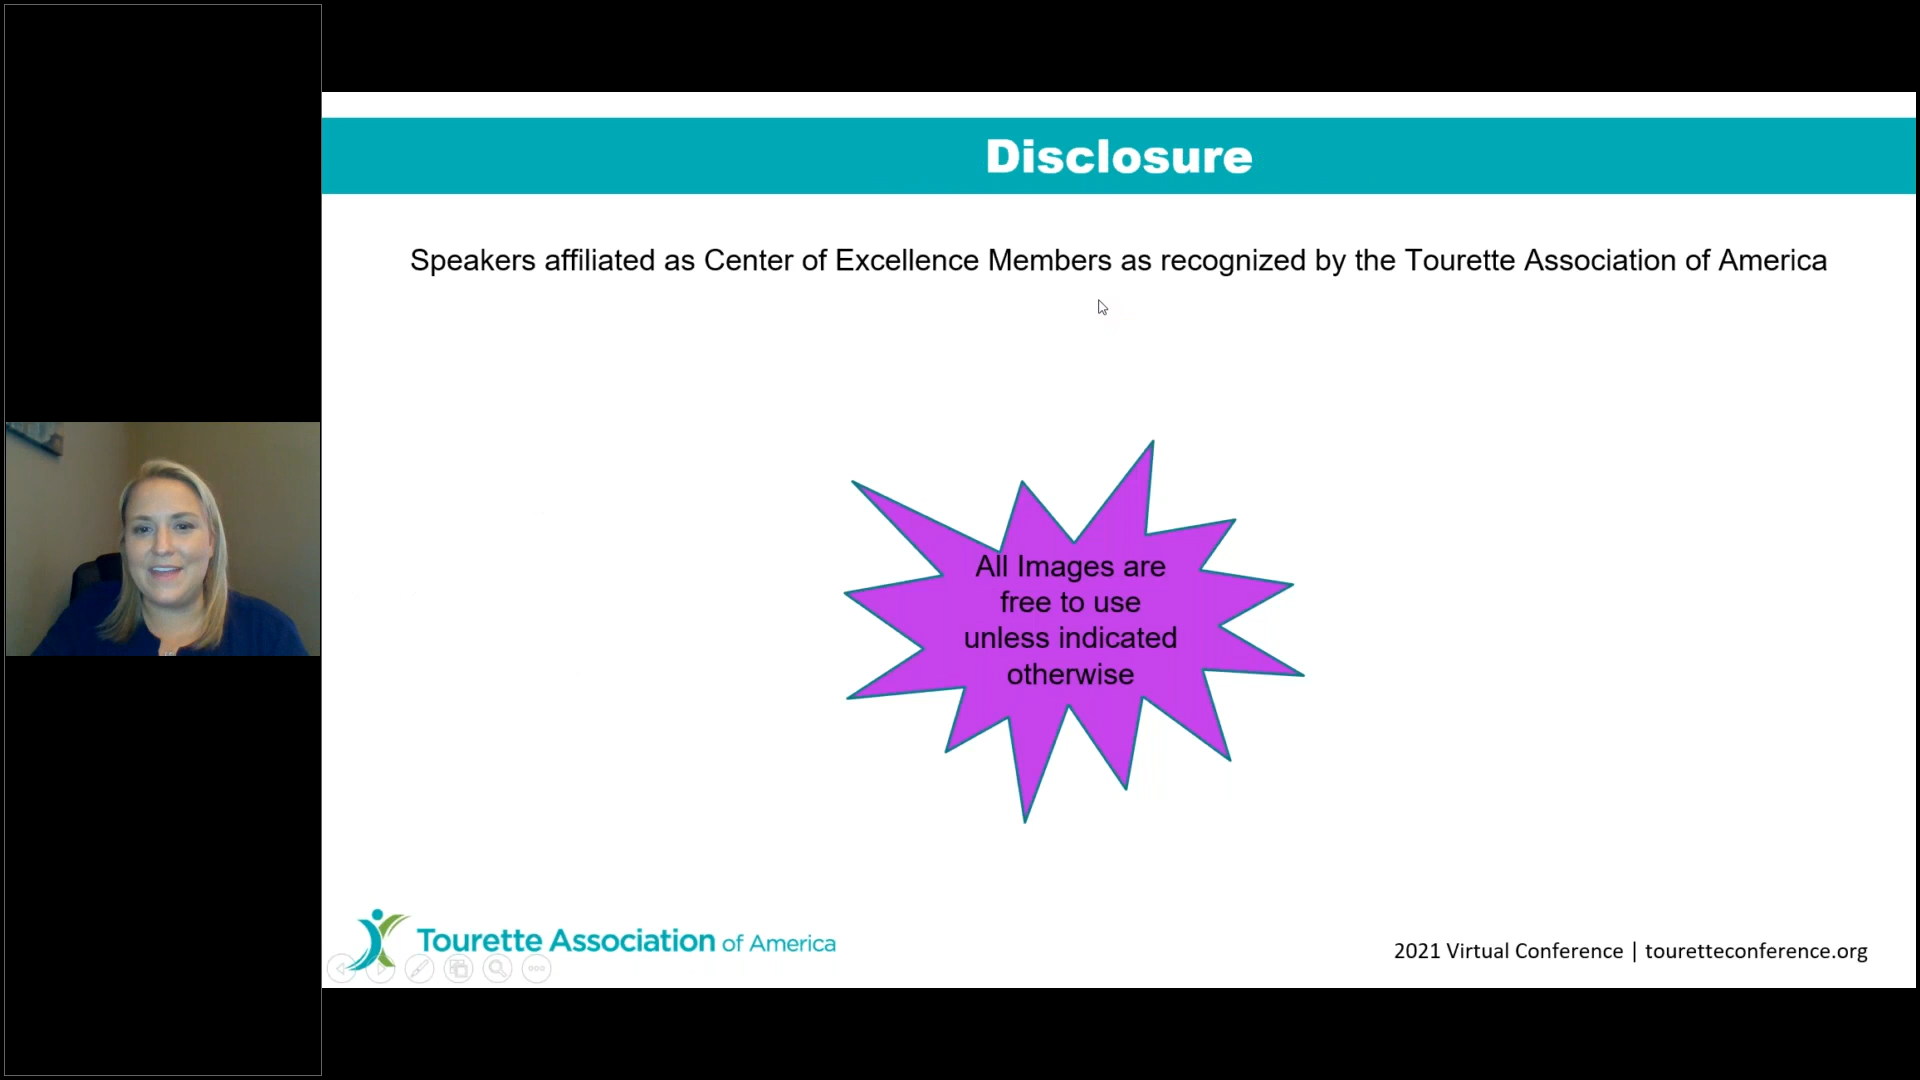 Disclosure
Speakers affiliated as Center of Excellence Members as recognized by the Tourette Association of America
All Images are
free to use
unless indicated
otherwise
Tourette Association of America
2021 Virtual Conference | touretteconference.org